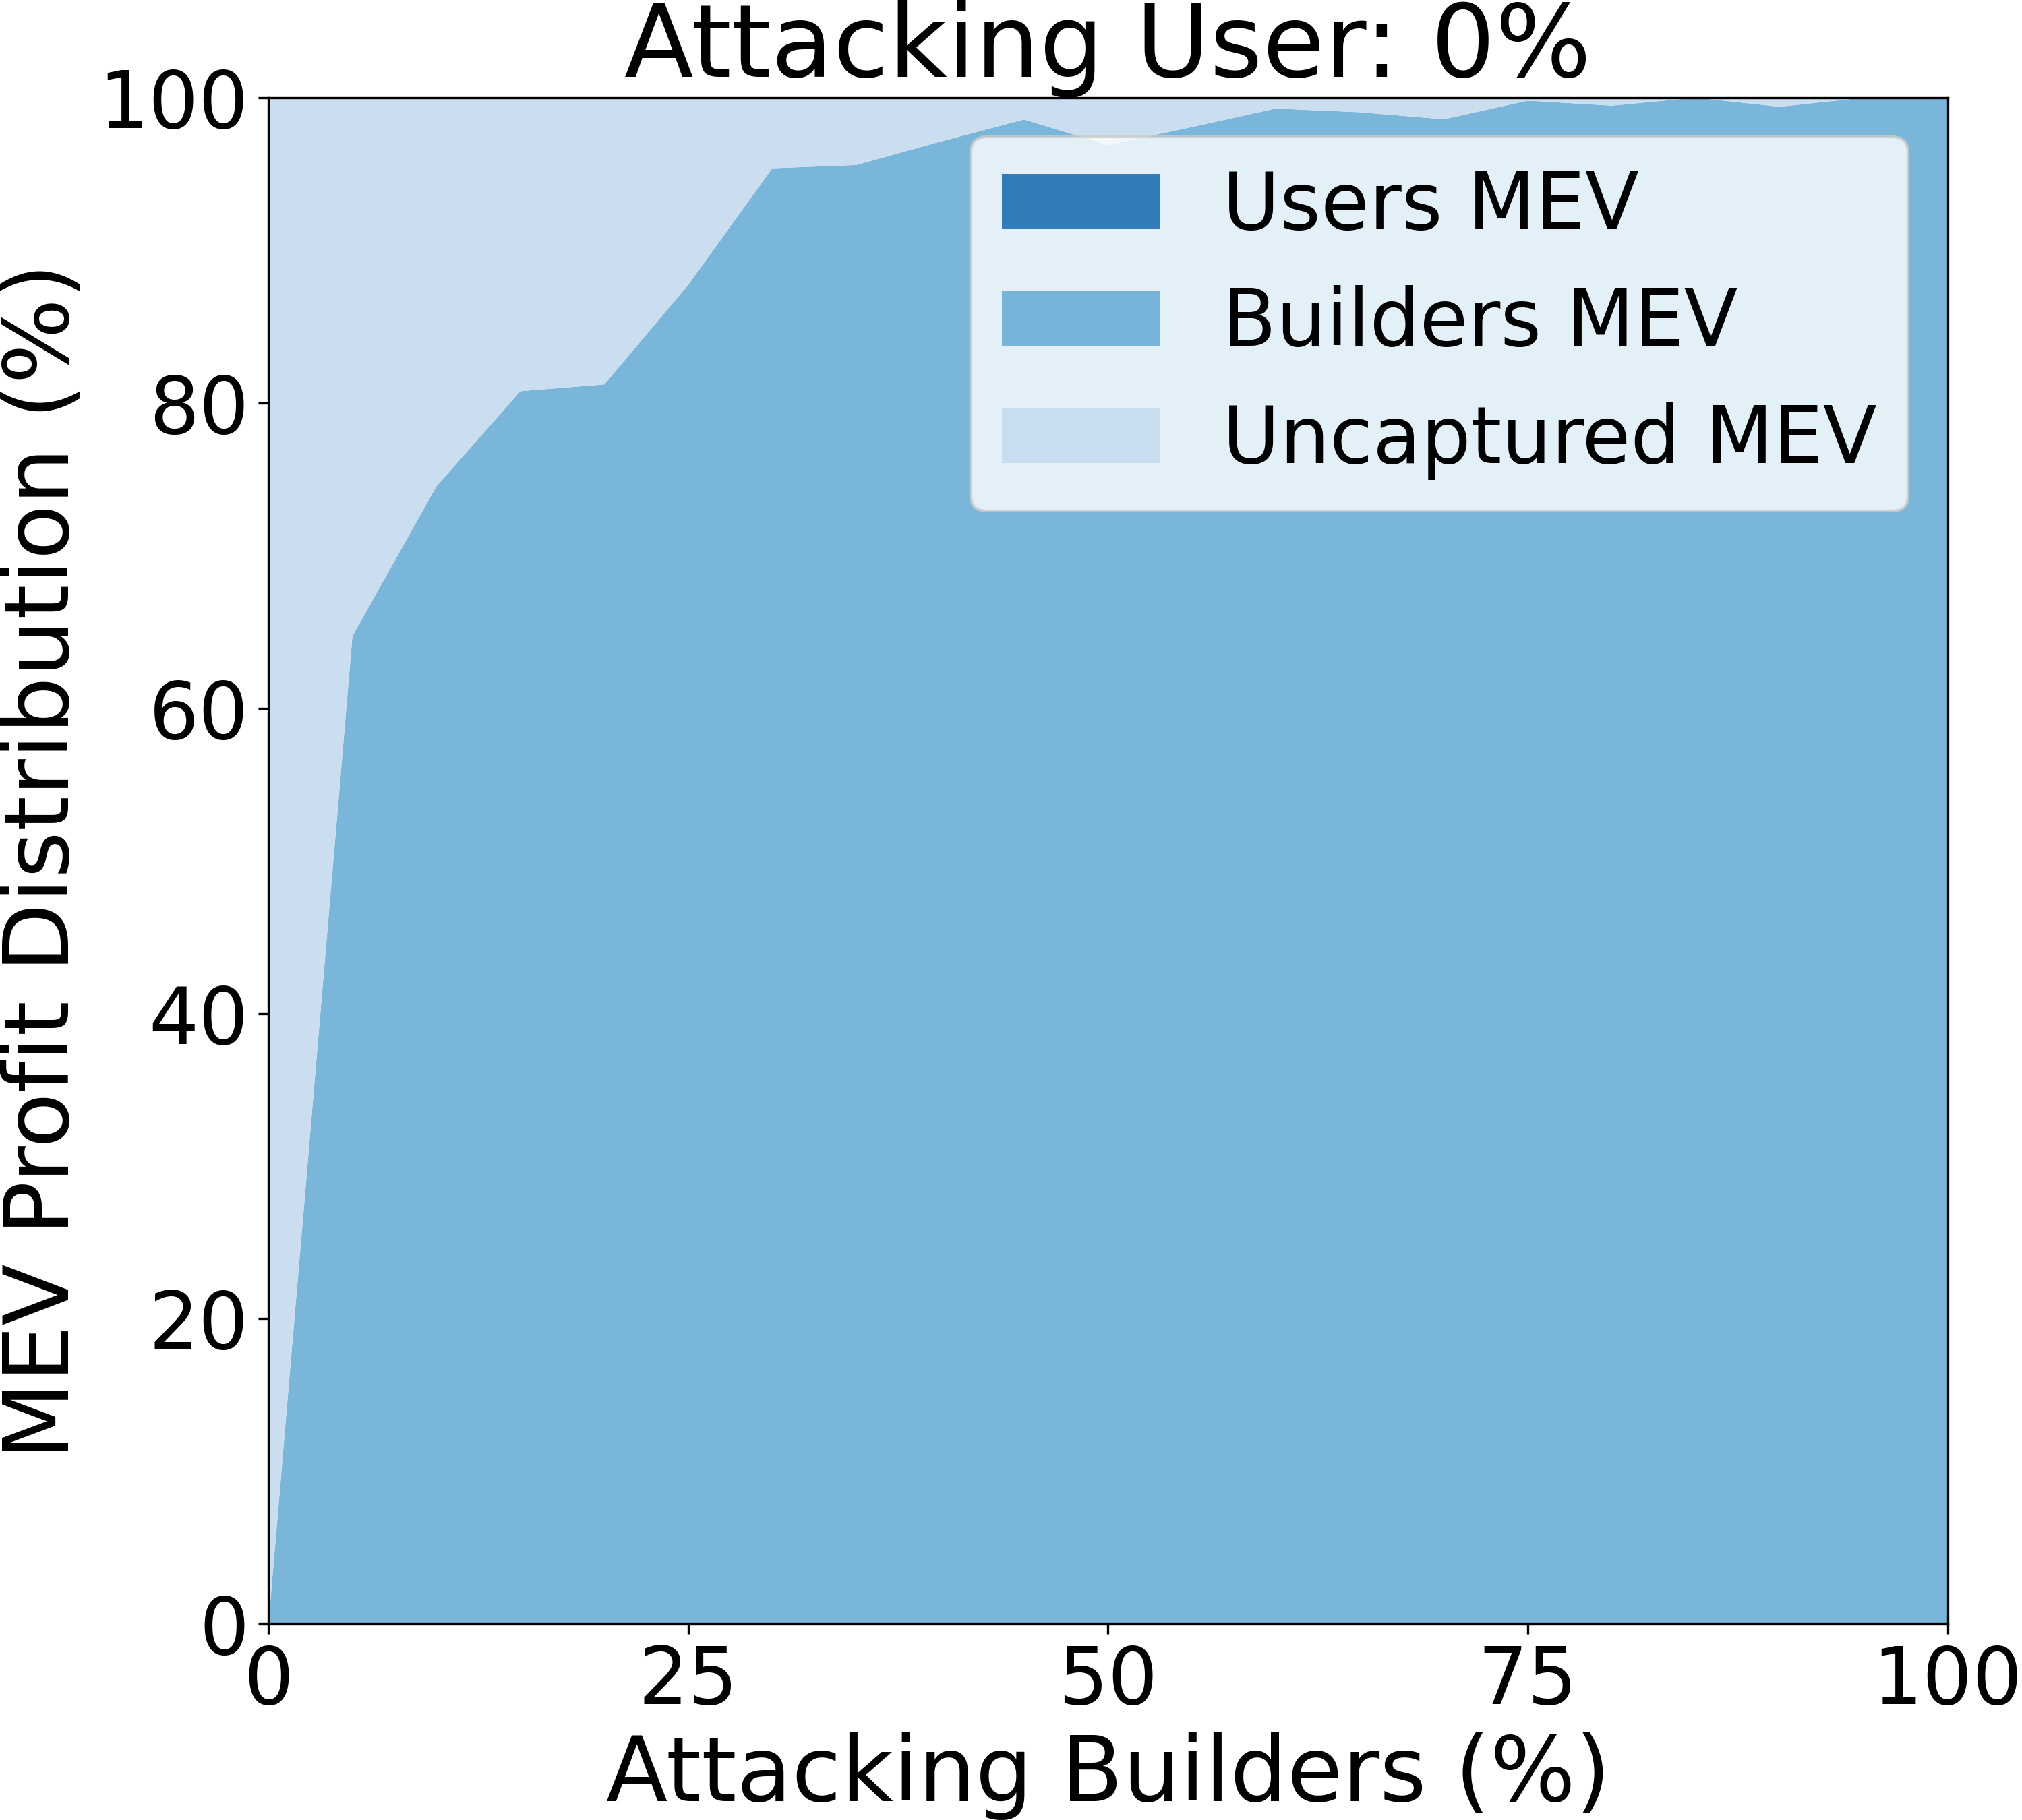 Attacking User: 0%
MEV Profit Distribution (%)
100
80
60
40
20
0
Users MEV
Builders MEV
Uncaptured MEV
0 25 50 75 100
Attacking Builders (%)